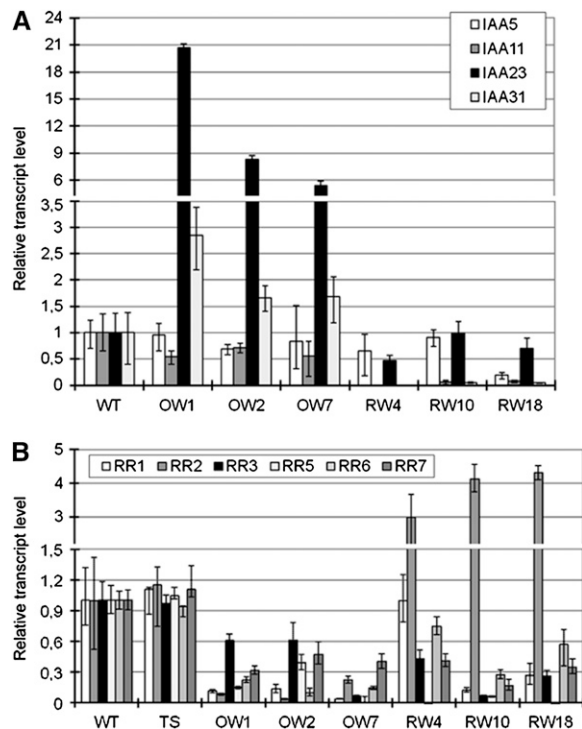 A
Relative transcript level
24
21
18
15
12
9
6
3,5
3
2,5
2
1,5
1
0,5
0
IAA5
IAA11
IAA23
IAA31
WT OW1 OW2 OW7 RW4 RW10 RW18
B
Relative transcript level
RR1 RR2 RR3 RR5 RR6 RR7
5
4
3
1,5
1,2
0,9
0,6
0,3
0
WT TS OW1 OW2 OW7 RW4 RW10 RW18